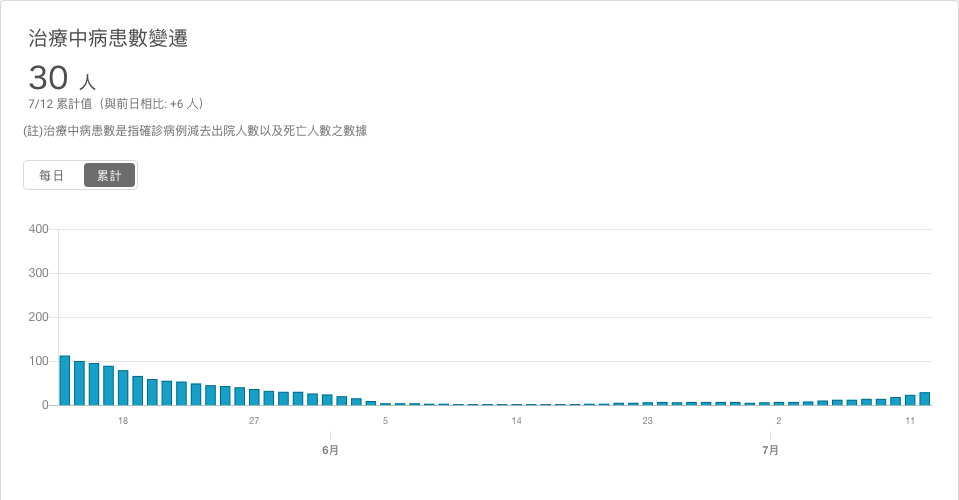 治療中病患數變遷
30 人
7/12 累計值（與前日相比: +6 人）
(註)治療中病患數是指確診病例減去出院人數以及死亡人數之數據
每日 累計
400
300
200
100
0
18 27 5 14 23 2 11
6月 7月